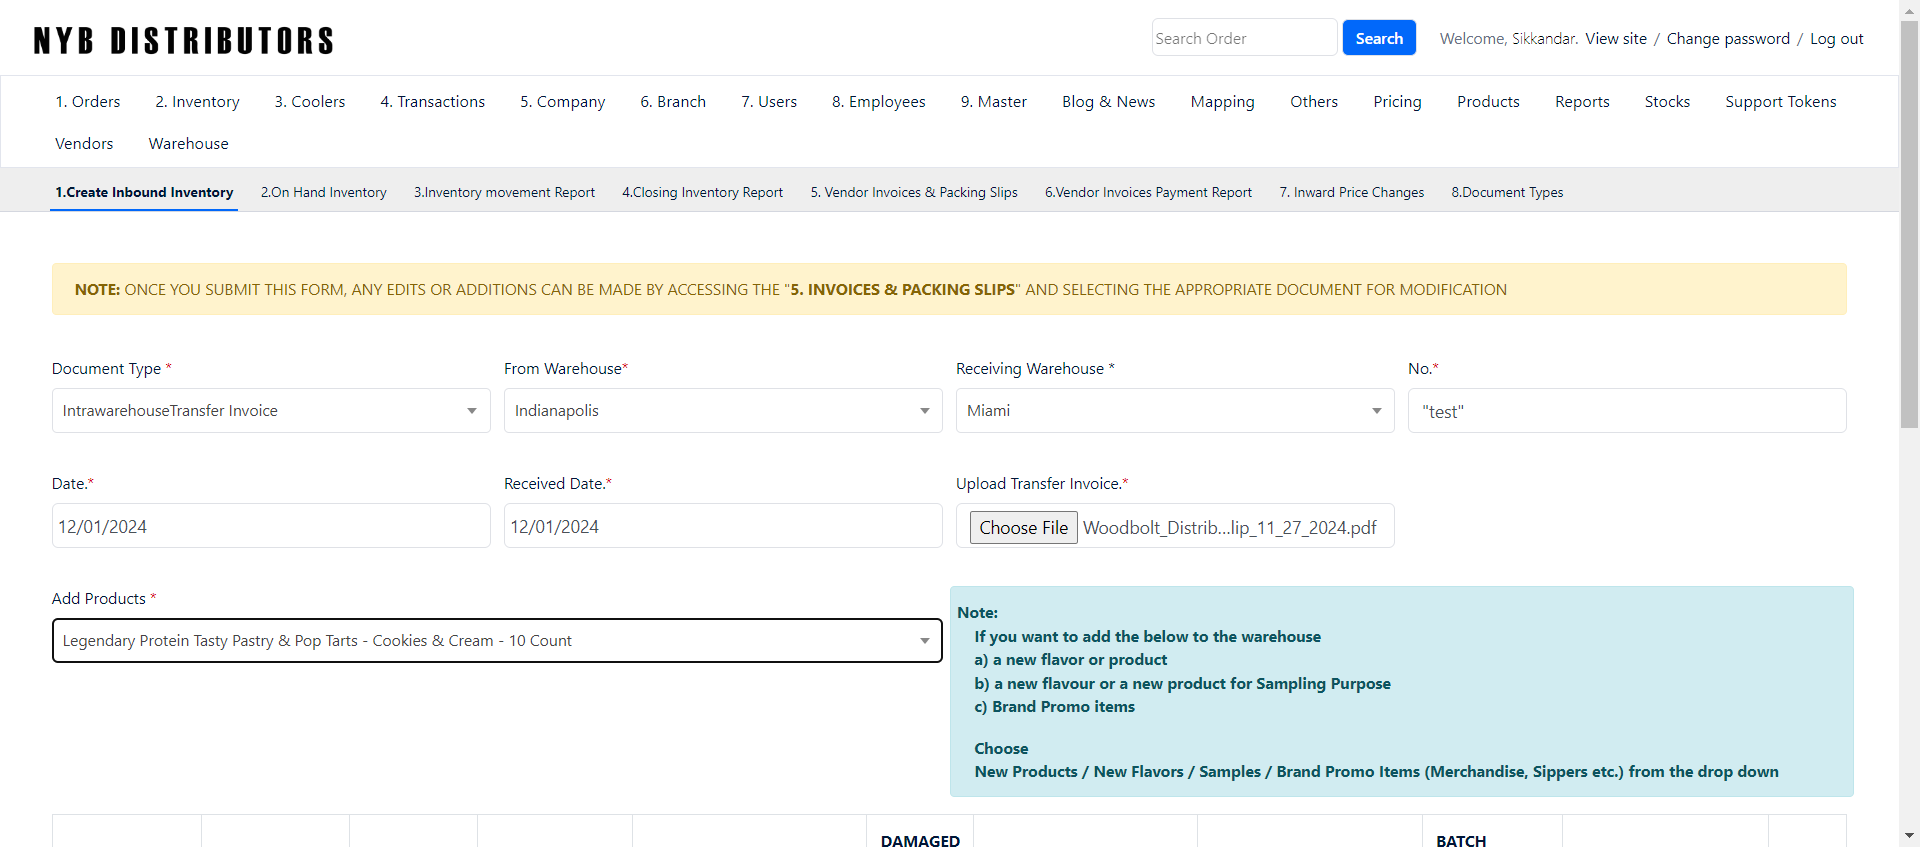 NYB DISTRIBUTORS
Search Order
Search
Welcome, Sikkandar. View site / Change password / Log out
1. Orders 2. Inventory 3. Coolers 4. Transactions 5. Company 6. Branch 7. Users 8. Employees 9. Master Blog & News Mapping Others Pricing Products Reports Stocks Support Tokens
Vendors Warehouse
1.Create Inbound Inventory 2.On Hand Inventory 3.Inventory movement Report 4.Closing Inventory Report 5. Vendor Invoices & Packing Slips 6.Vendor Invoices Payment Report 7. Inward Price Changes 8.Document Types
NOTE: ONCE YOU SUBMIT THIS FORM, ANY EDITS OR ADDITIONS CAN BE MADE BY ACCESSING THE "5. INVOICES & PACKING SLIPS" AND SELECTING THE APPROPRIATE DOCUMENT FOR MODIFICATION
Document Type * From Warehouse* Receiving Warehouse * No.*
IntrawarehouseTransfer Invoice Indianapolis Miami "test"
Date.* Received Date.* Upload Transfer Invoice.*
12/01/2024 12/01/2024 Choose File Woodbolt_Distrib...lip_11_27_2024.pdf
Add Products *
Legendary Protein Tasty Pastry & Pop Tarts - Cookies & Cream - 10 Count
Note:
If you want to add the below to the warehouse
a) a new flavor or product
b) a new flavour or a new product for Sampling Purpose
c) Brand Promo items
Choose
New Products / New Flavors / Samples / Brand Promo Items (Merchandise, Sippers etc.) from the drop down
DAMAGED BATCH